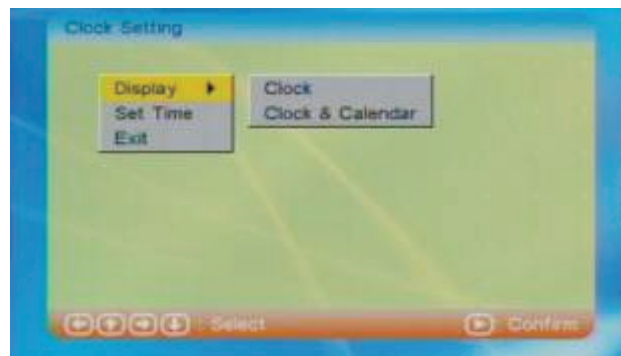 Clock Setting
Display
Set Time
Exit
Clock
Clock & Calendar
: Select
: Confirm